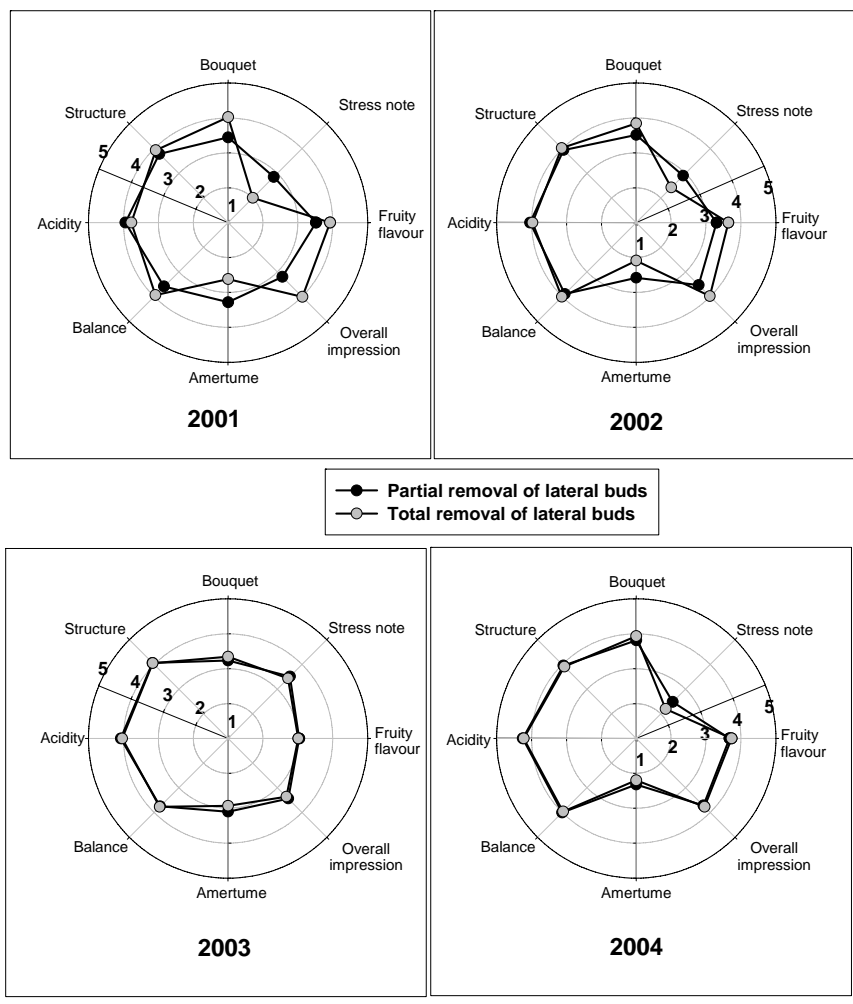 Bouquet
Structure
Stress note
5
4
3
2
1
Acidity
Fruity
flavour
Balance
Overall
impression
Amertume
2001
Bouquet
Structure
Stress note
5
4
3
2
1
Acidity
Fruity
flavour
Balance
Overall
impression
Amertume
2002
Partial removal of lateral buds
Total removal of lateral buds
Bouquet
Structure
Stress note
5
4
3
2
1
Acidity
Fruity
flavour
Balance
Overall
impression
Amertume
2003
Bouquet
Structure
Stress note
5
4
3
2
1
Acidity
Fruity
flavour
Balance
Overall
impression
Amertume
2004